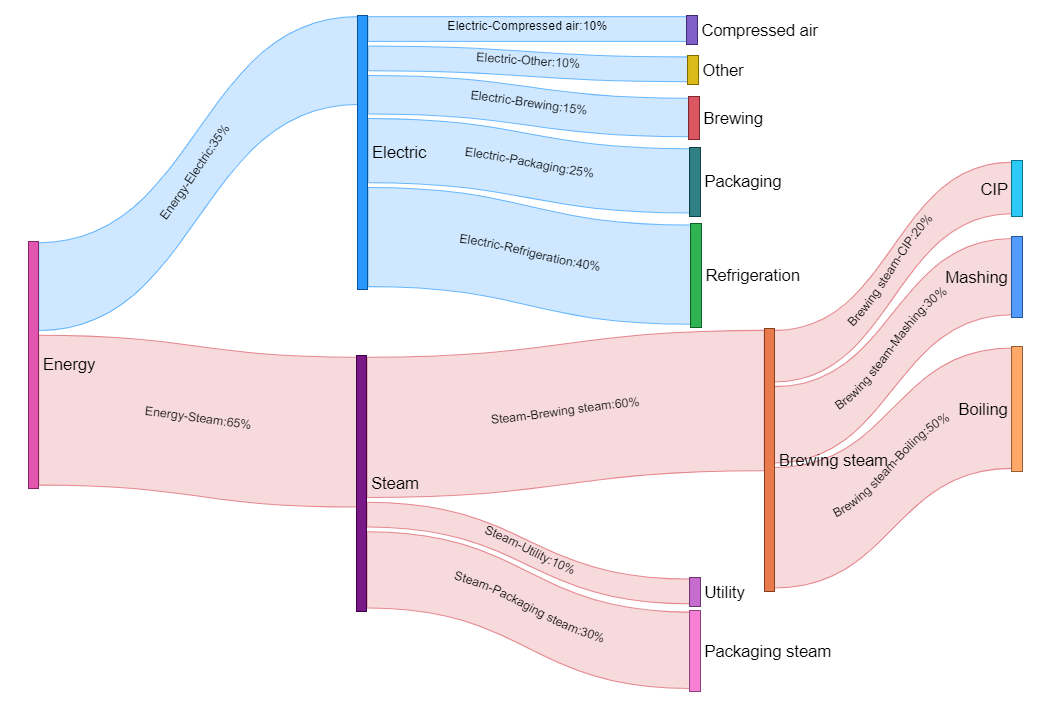 Electric-Compressed air:10%
Compressed air
Electric-Other:10%
Other
Electric-Brewing:15%
Brewing
Energy-Electric:35%
Electric
Electric-Packaging:25%
Packaging
CIP
Brewing steam-CIP:20%
Electric-Refrigeration:40%
Refrigeration
Mashing
Brewing steam-Mashing:30%
Energy
Energy-Steam:65%
Steam-Brewing steam:60%
Boiling
Brewing steam
Brewing steam-Boiling:50%
Steam
Steam-Utility:10%
Utility
Steam-Packaging steam:30%
Packaging steam